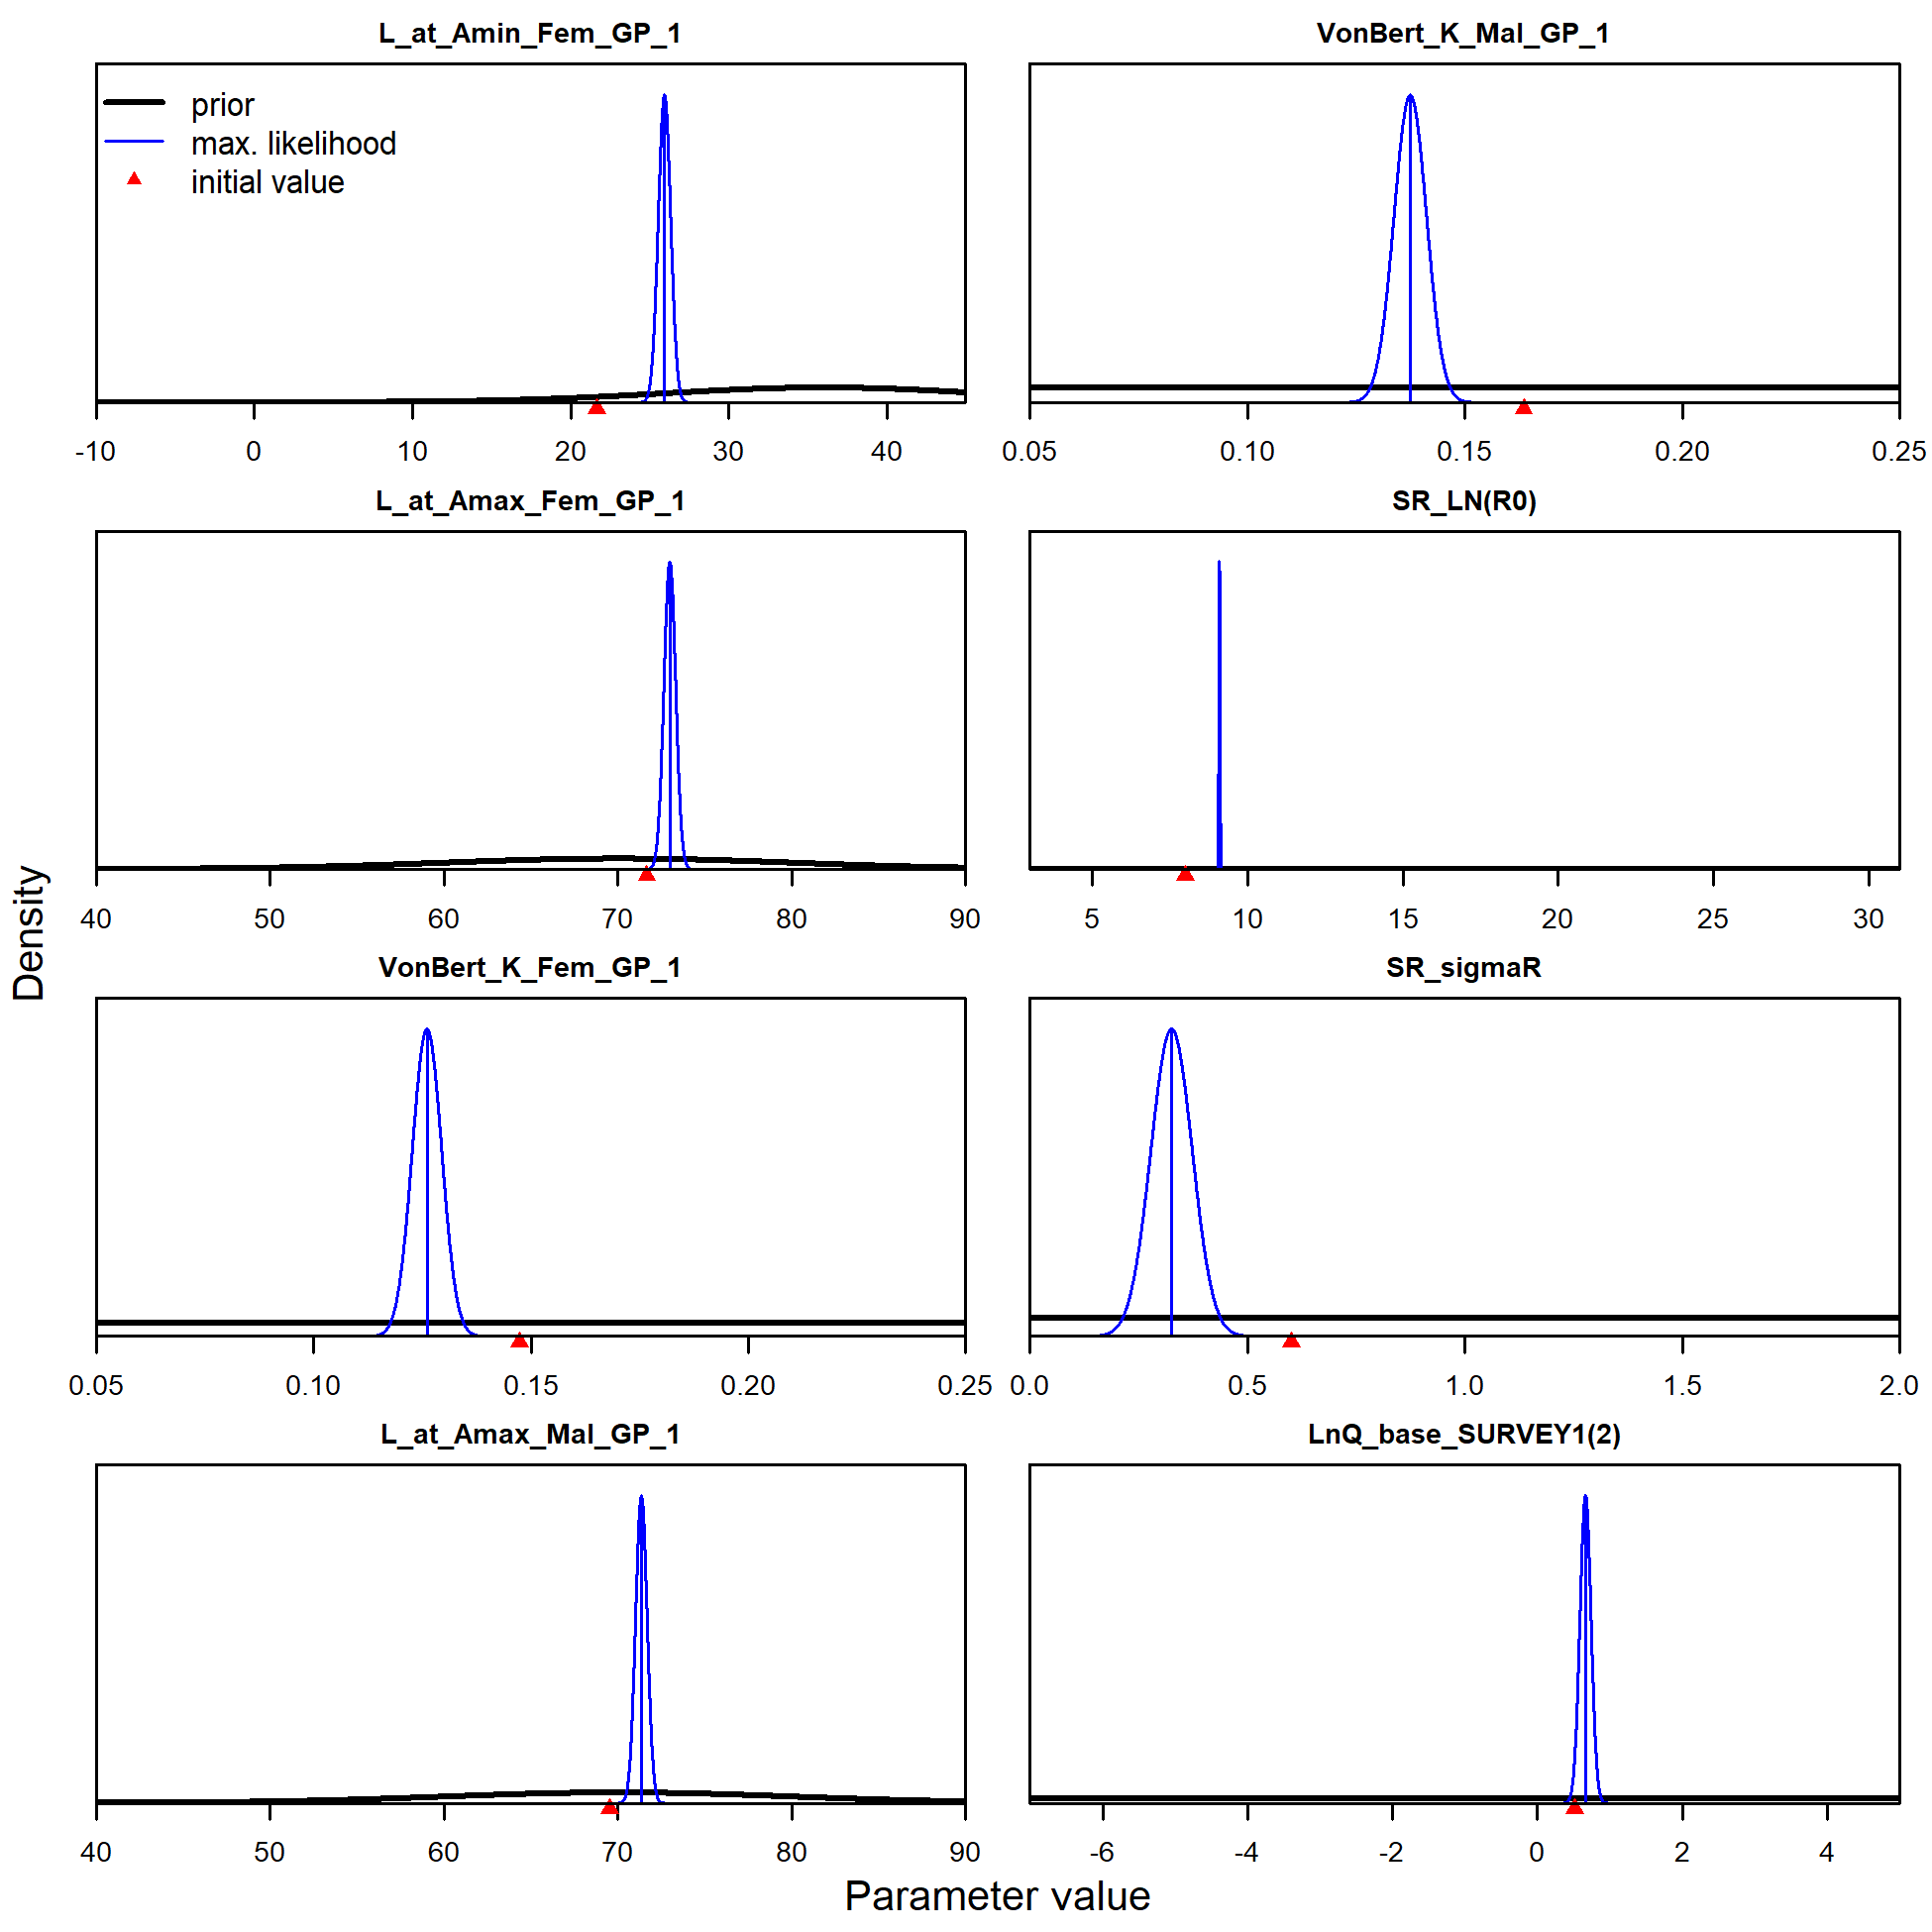 L_at_Amin_Fem_GP_1
prior
max. likelihood
initial value
-10 0 10 20 30 40
VonBert_K_Mal_GP_1
0.05 0.10 0.15 0.20 0.25
L_at_Amax_Fem_GP_1
40 50 60 70 80 90
SR_LN(R0)
5 10 15 20 25 30
VonBert_K_Fem_GP_1
0.05 0.10 0.15 0.20 0.25
SR_sigmaR
0.0 0.5 1.0 1.5 2.0
L_at_Amax_Mal_GP_1
40 50 60 70 80 90
LnQ_base_SURVEY1(2)
-6 -4 -2 0 2 4
Density
Parameter value